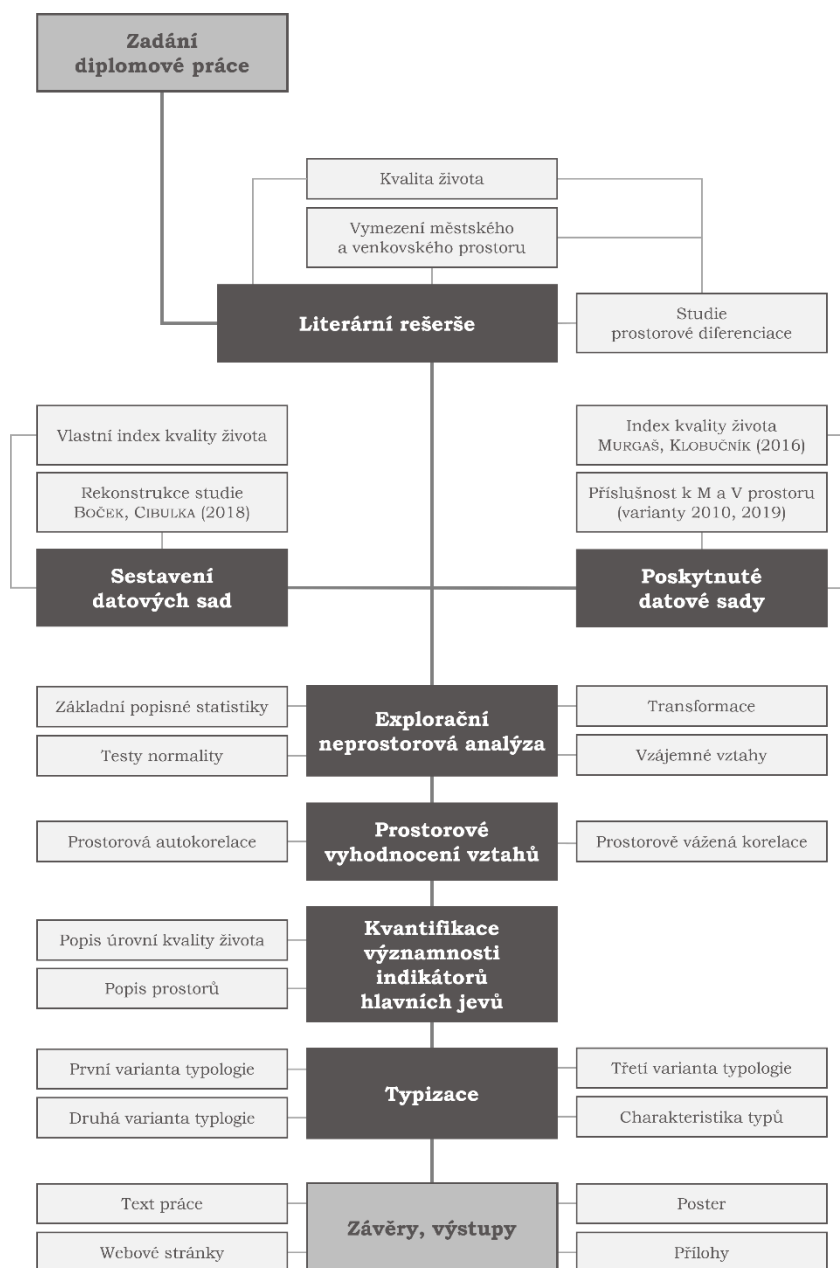 Zadání
diplomové práce
Kvalita života
Vymezení městského
a venkovského prostoru
Literární rešerše
Studie
prostorové diferenciace
Vlastní index kvality života
Index kvality života
MURGAŠ, KLOBUČNÍK (2016)
Rekonstrukce studie
BOČEK, CIBULKA (2018)
Příslušnost k M a V prostoru
(varianty 2010, 2019)
Sestavení
datových sad
Poskytnuté
datové sady
Základní popisné statistiky
Testy normality
Explorační
neprostorová analýza
Transformace
Vzájemné vztahy
Prostorová autokorelace
Prostorové
vyhodnocení vztahů
Prostorově vážená korelace
Popis úrovní kvality života
Popis prostorů
Kvantifikace
významnosti
indikátorů
hlavních jevů
První varianta typologie
Druhá varianta typlogie
Typizace
Třetí varianta typologie
Charakteristika typů
Text práce
Webové stránky
Závěry, výstupy
Poster
Přílohy